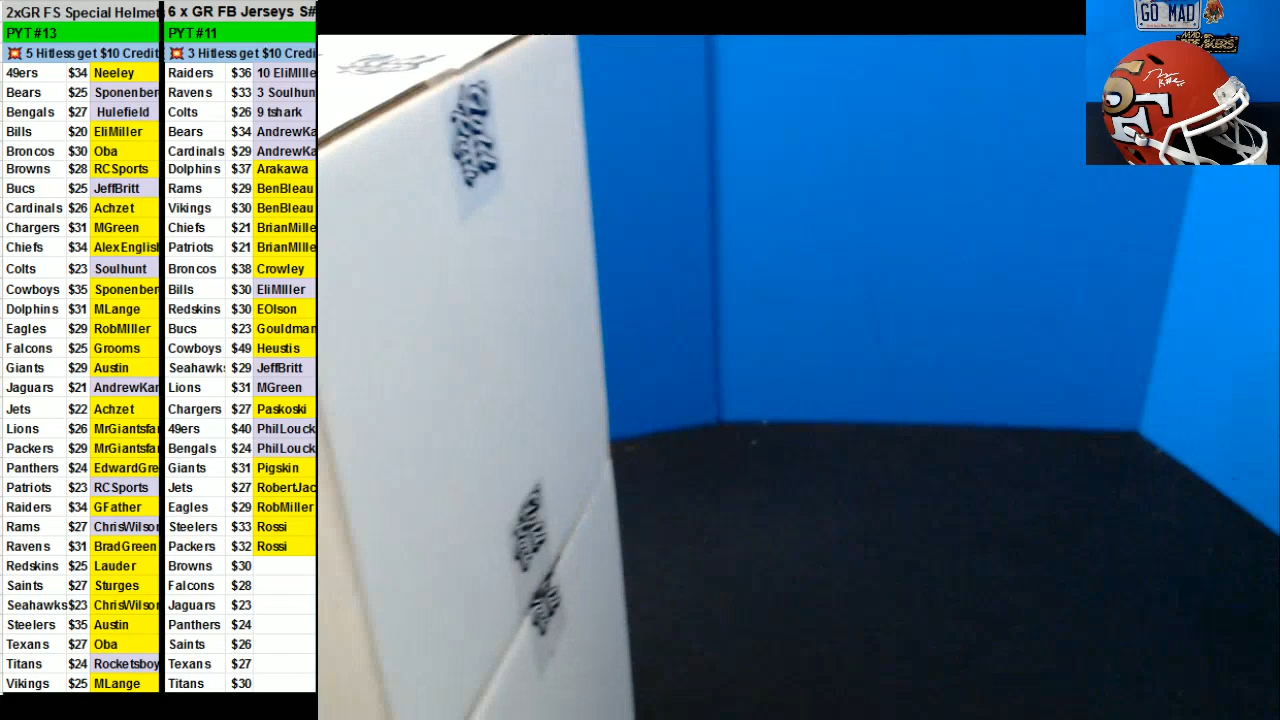 2xGR FS Special Helmet
PYT #13
💥 5 Hitless get $10 Credit
49ers $34 Neeley
Bears $25 Sponenber
Bengals $27 Hulefield
Bills $20 EliMiller
Broncos $30 Oba
Browns $28 RCSports
Bucs $25 JeffBritt
Cardinals $26 Achzet
Chargers $31 MGreen
Chiefs $34 AlexEnglish
Colts $23 Soulhunt
Cowboys $35 Sponenber
Dolphins $31 MLange
Eagles $29 RobMIller
Falcons $25 Grooms
Giants $29 Austin
Jaguars $21 AndrewKar
Jets $22 Achzet
Lions $26 MrGiantsfan
Packers $29 MrGiantsfan
Panthers $24 EdwardGre
Patriots $23 RCSports
Raiders $34 GFather
Rams $27 ChrisWilson
Ravens $31 BradGreen
Redskins $25 Lauder
Saints $27 Sturges
Seahawks $23 ChrisWilson
Steelers $35 Austin
Texans $27 Oba
Titans $24 Rocketsboy
Vikings $25 MLange
6 x GR FB Jerseys S#
PYT #11
💥 3 Hitless get $10 Credi
Raiders $36 10 EliMille
Ravens $33 3 Soulhun
Colts $26 9 tshark
Bears $34 AndrewKa
Cardinals $29 AndrewKa
Dolphins $37 Arakawa
Rams $29 BenBleau
Vikings $30 BenBleau
Chiefs $21 BrianMille
Patriots $21 BrianMIlle
Broncos $38 Crowley
Bills $30 EliMIller
Redskins $30 EOlson
Bucs $23 Gouldman
Cowboys $49 Heustis
Seahawks $29 JeffBritt
Lions $31 MGreen
Chargers $27 Paskoski
49ers $40 PhilLouck
Bengals $24 PhilLouck
Giants $31 Pigskin
Jets $27 RobertJac
Eagles $29 RobMiller
Steelers $33 Rossi
Packers $32 Rossi
Browns $30
Falcons $28
Jaguars $23
Panthers $24
Saints $26
Texans $27
Titans $30
GO MAD